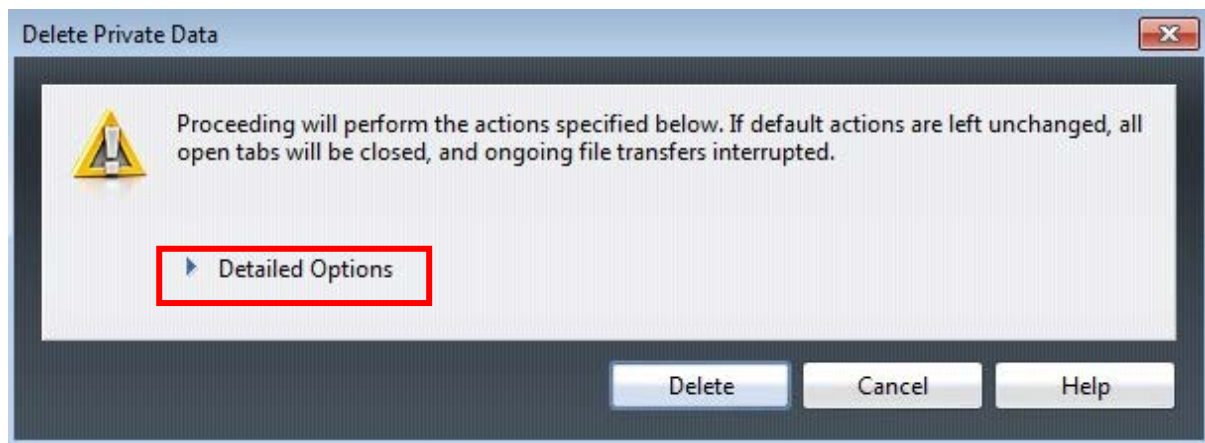 Delete Private Data
Proceeding will perform the actions specified below. If default actions are left unchanged, all
open tabs will be closed, and ongoing file transfers interrupted.
Detailed Options
Delete Cancel Help